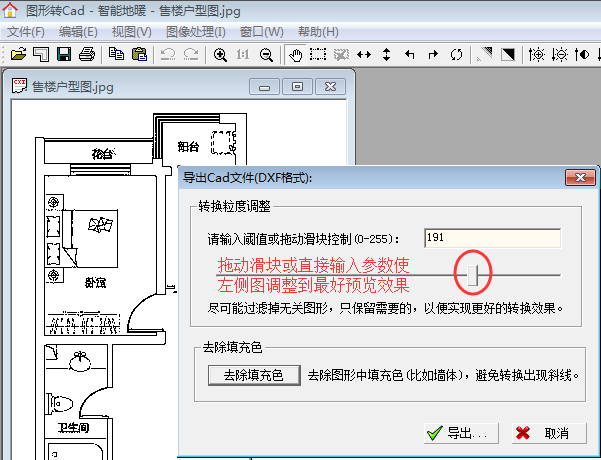 图形转Cad - 智能地暖 - 售楼户型图.jpg
文件(F) 编辑(E) 视图(V) 图像处理(I) 窗口(W) 帮助(H)
1:1
售楼户型图.jpg
花台
阳台
卧室
卫生间
导出Cad文件(DXF格式):
转换粒度调整
请输入阈值或拖动滑块控制(0-255): 191
拖动滑块或直接输入参数使
左侧图调整到最好预览效果
尽可能过滤掉无关图形，只保留需要的，以便实现更好的转换效果。
去除填充色
去除填充色 去除图形中填充色(比如墙体)，避免转换出现斜线。
导出... 取消